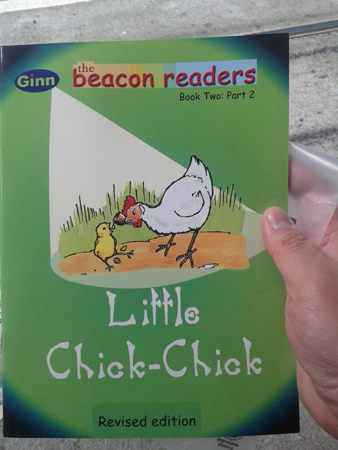 Ginn
the
beacon readers
Book Two: Part 2
Little
Chick-Chick
Revised edition